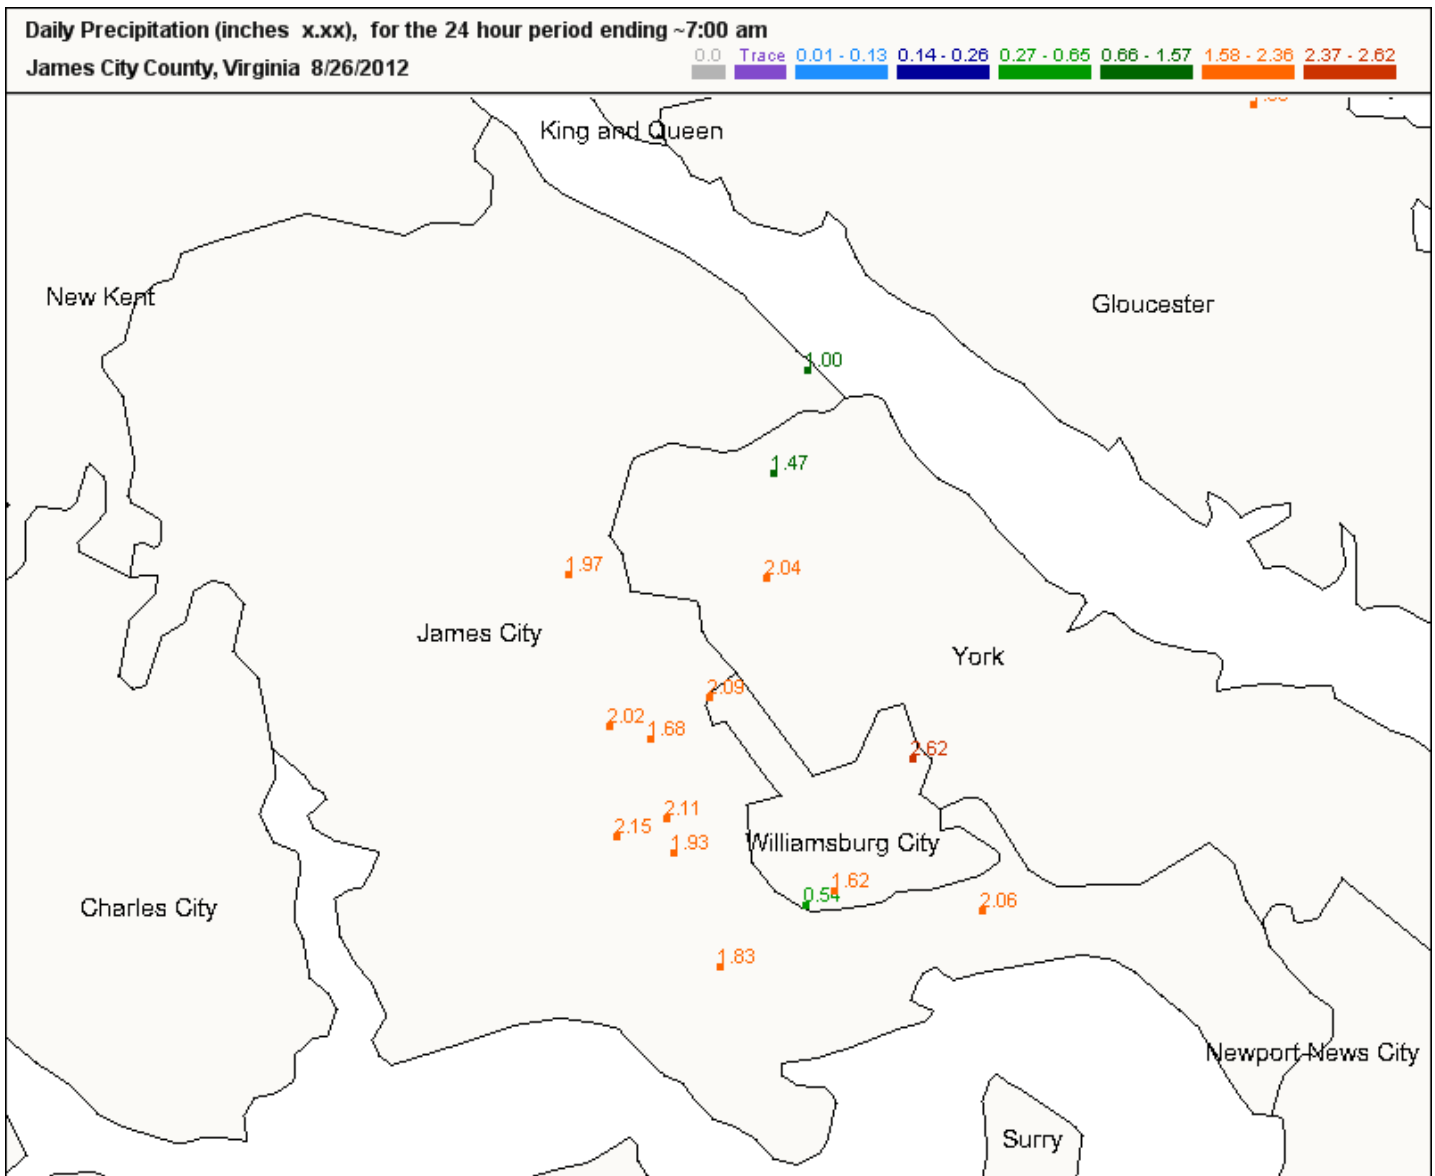 Daily Precipitation (inches x.xx), for the 24 hour period ending ~7:00 am
James City County, Virginia 8/26/2012
0.0 Trace 0.01 - 0.13 0.14 - 0.26 0.27 - 0.65 0.66 - 1.57 1.58 - 2.36 2.37 - 2.62
King and Queen
New Kent
Gloucester
1.00
1.47
1.97
2.04
James City
York
2.09
2.02
1.68
2.62
2.11
2.15
1.93
Williamsburg City
1.62
0.54
2.06
Charles City
1.83
Newport News City
Surry